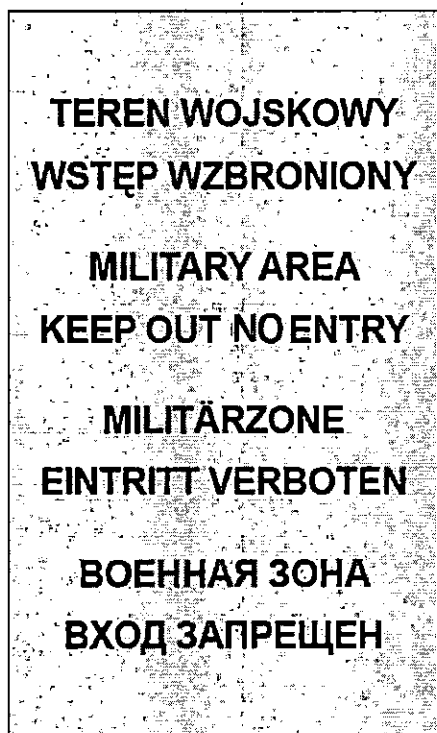 TEREN WOJSKOWY
WSTĘP WZBRONIONY
MILITARY AREA
KEEP OUT NO ENTRY
MILITÄRZONE
EINTRITT VERBOTEN
ВОЕННАЯ ЗОНА
ВХОД ЗАПРЕЩЕН